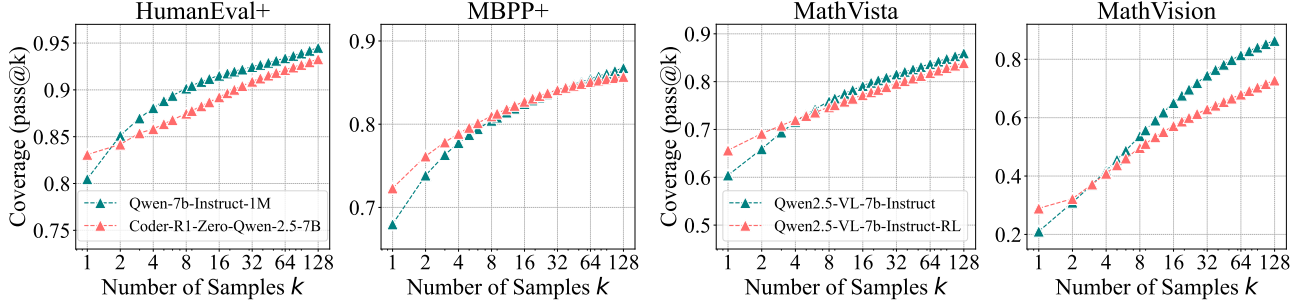 HumanEval+
MBPP+
MathVista
MathVision
Coverage (pass@k)
0.95
0.90
0.85
0.80
0.75
Qwen-7b-Instruct-1M
Coder-R1-Zero-Qwen-2.5-7B
1 2 4 8 16 32 64 128
Number of Samples k
0.9
0.8
0.7
1 2 4 8 16 32 64 128
Number of Samples k
Coverage (pass@k)
0.9
0.8
0.7
0.6
0.5
Qwen2.5-VL-7b-Instruct
Qwen2.5-VL-7b-Instruct-RL
1 2 4 8 16 32 64 128
Number of Samples k
0.8
0.6
0.4
0.2
1 2 4 8 16 32 64 128
Number of Samples k